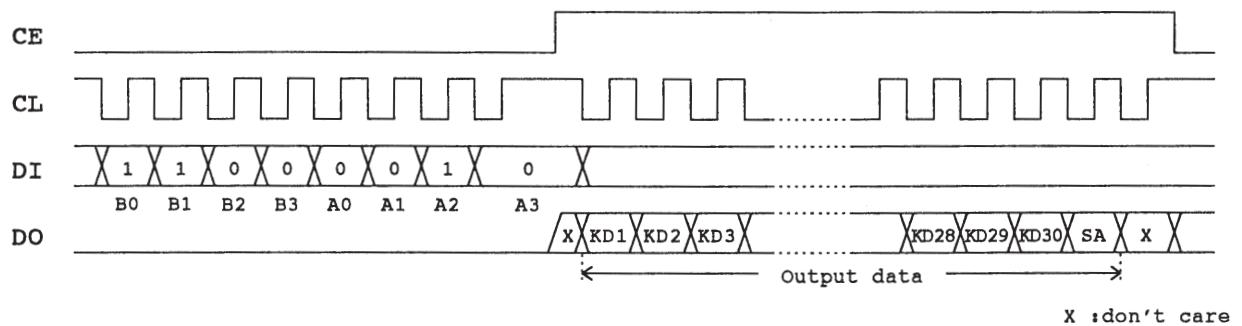 CE
CL
DI 1 1 0 0 0 0 1 0
B0 B1 B2 B3 A0 A1 A2 A3
DO X KD1 KD2 KD3 KD28 KD29 KD30 SA X
Output data
X :don't care